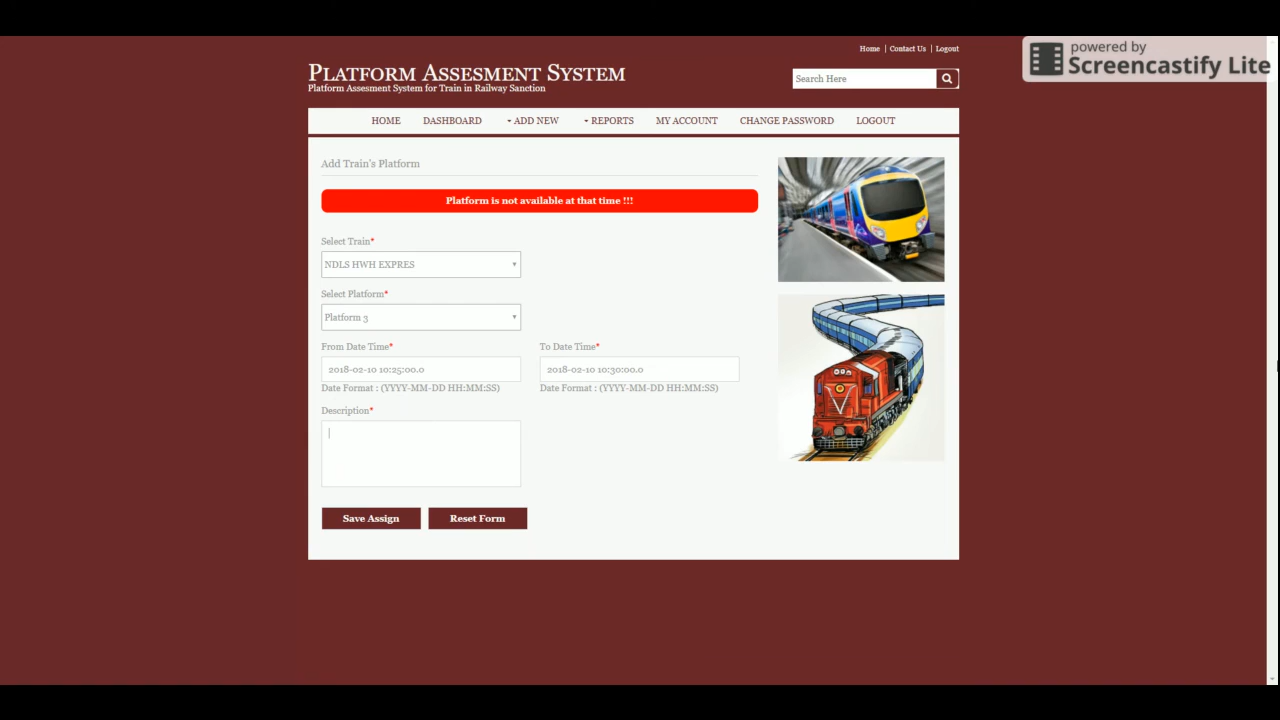 Home | Contact Us | Logout
powered by
Screencastify Lite
PLATFORM ASSESMENT SYSTEM
Platform Assesment System for Train in Railway Sanction
Search Here
HOME DASHBOARD ADD NEW REPORTS MY ACCOUNT CHANGE PASSWORD LOGOUT
Add Train's Platform
Platform is not available at that time !!!
Select Train*
NDLS HWH EXPRES
Select Platform*
Platform 3
From Date Time* To Date Time*
2018-02-10 10:25:00.0 2018-02-10 10:30:00.0
Date Format : (YYYY-MM-DD HH:MM:SS) Date Format : (YYYY-MM-DD HH:MM:SS)
Description*
Save Assign Reset Form